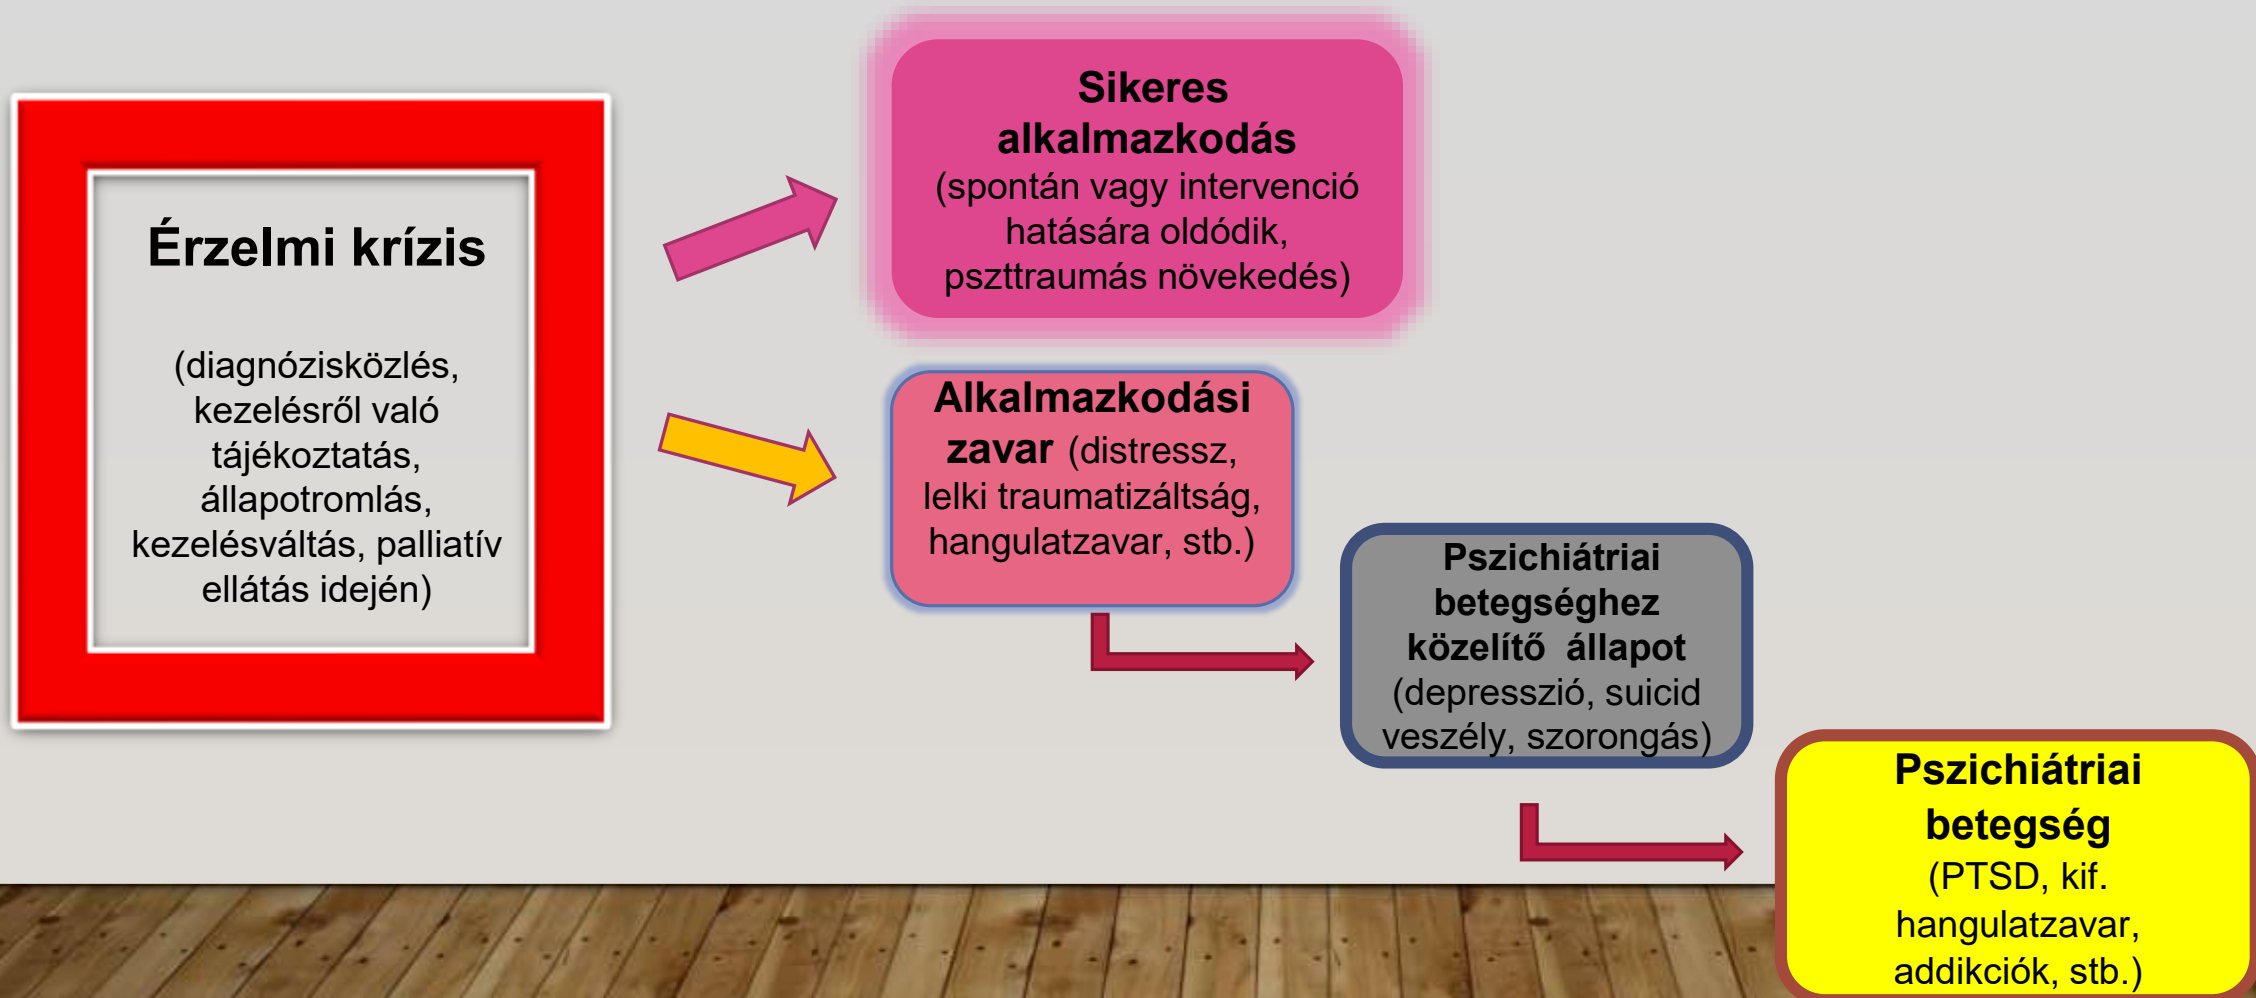 Érzelmi krízis
(diagnózisközlés,
kezelésről való
tájékoztatás,
állapotromlás,
kezelésváltás, palliatív
ellátás idején)
Sikeres
alkalmazkodás
(spontán vagy intervenció
hatására oldódik,
pszttraumás növekedés)
Alkalmazkodási
zavar (distressz,
lelki traumatizáltság,
hangulatzavar, stb.)
Pszichiátriai
betegséghez
közelítő állapot
(depresszió, suicid
veszély, szorongás)
Pszichiátriai
betegség
(PTSD, kif.
hangulatzavar,
addikciók, stb.)